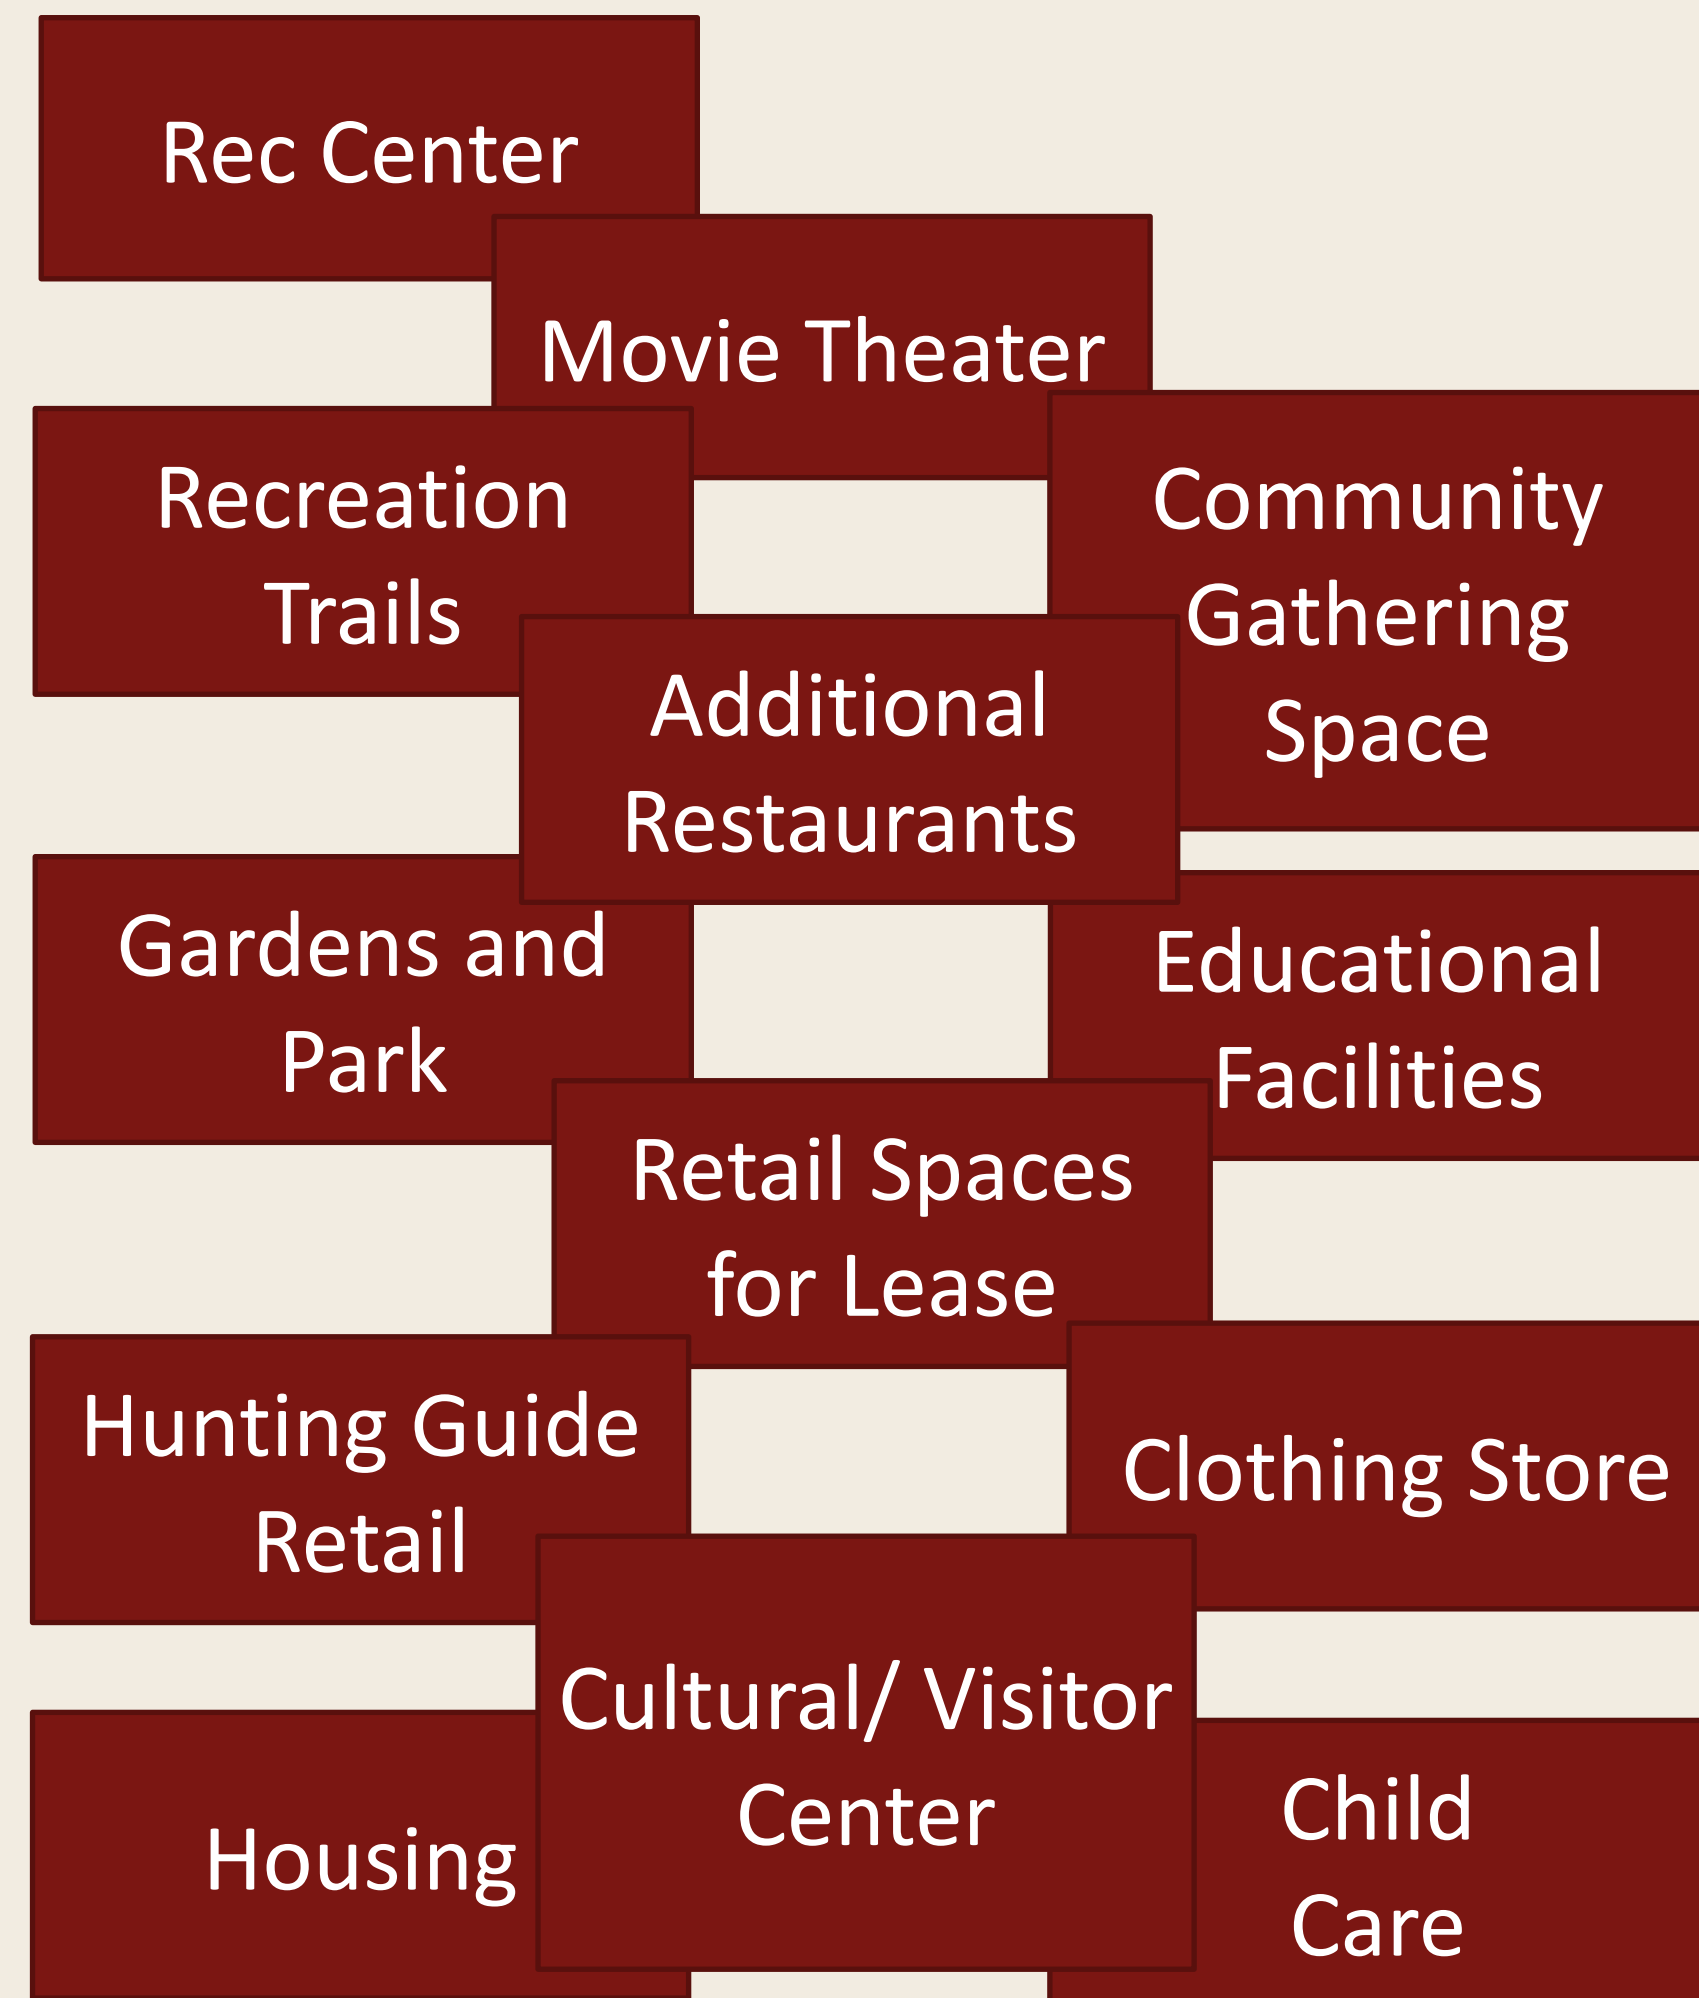 Rec Center
Movie Theater
Recreation
Trails
Community
Gathering
Space
Additional
Restaurants
Gardens and
Park
Educational
Facilities
Retail Spaces
for Lease
Hunting Guide
Retail
Clothing Store
Cultural/ Visitor
Center
Housing
Child
Care